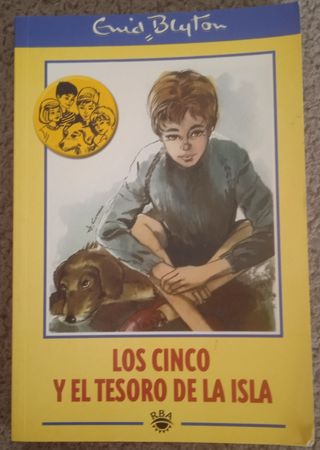 Enid Blyton
LOS CINCO
Y EL TESORO DE LA ISLA
RBA